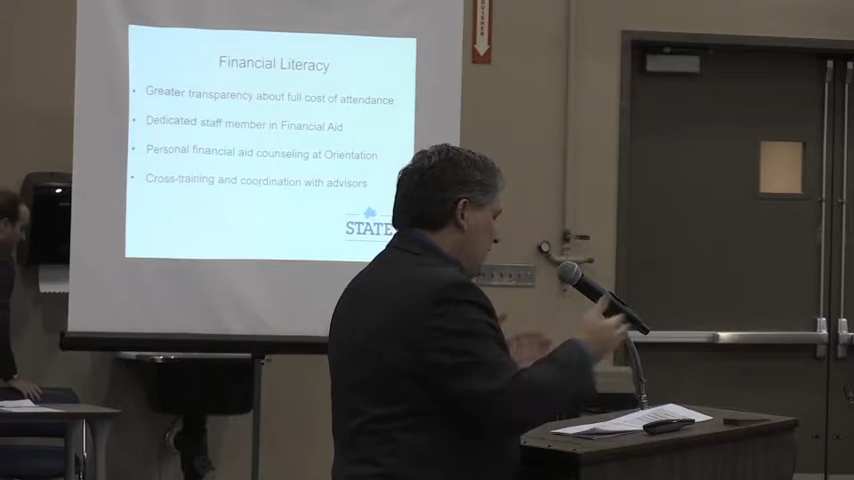 Financial Literacy
• Greater transparency about full cost of attendance
• Dedicated staff member in Financial Aid
• Personal financial aid counseling at Orientation
• Cross-training and coordination with advisors
STATE